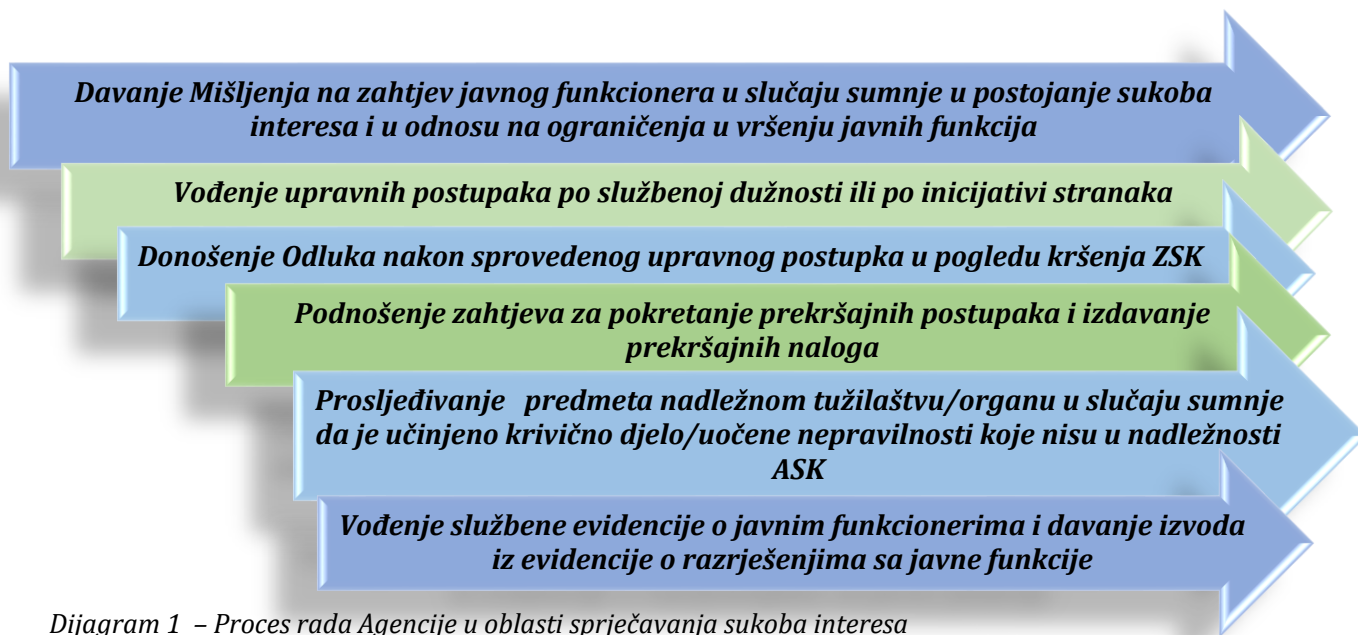 Davanje Mišljenja na zahtjev javnog funkcionera u slučaju sumnje u postojanje sukoba
interesa i u odnosu na ograničenja u vršenju javnih funkcija
Vođenje upravnih postupaka po službenoj dužnosti ili po inicijativi stranaka
Donošenje Odluka nakon sprovedenog upravnog postupka u pogledu kršenja ZSK
Podnošenje zahtjeva za pokretanje prekršajnih postupaka i izdavanje
prekršajnih naloga
Prosljeđivanje predmeta nadležnom tužilaštvu/organu u slučaju sumnje
da je učinjeno krivično djelo/uočene nepravilnosti koje nisu u nadležnosti
ASK
Vođenje službene evidencije o javnim funkcionerima i davanje izvoda
iz evidencije o razrješenjima sa javne funkcije
Dijagram 1 – Proces rada Agencije u oblasti sprječavanja sukoba interesa